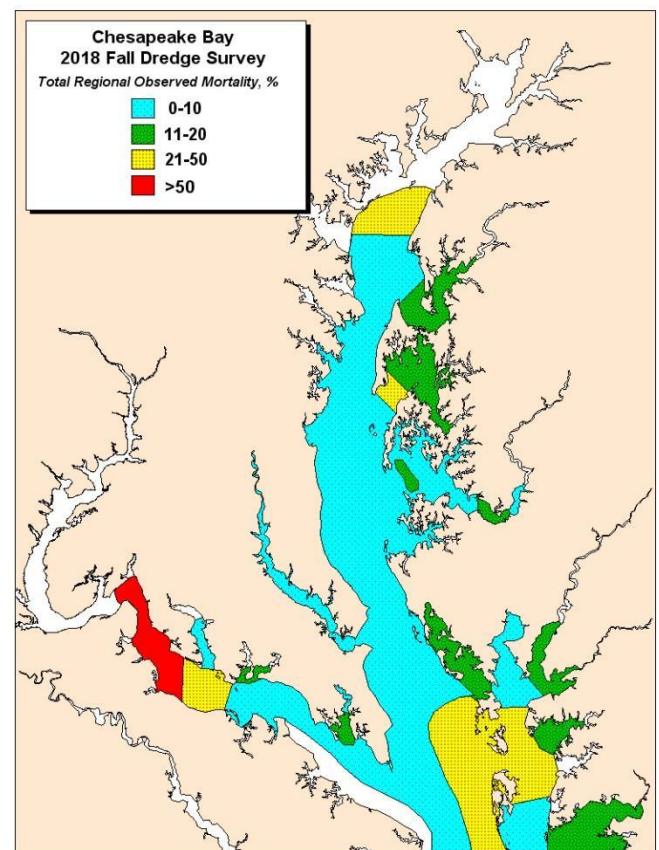 Chesapeake Bay
2018 Fall Dredge Survey
Total Regional Observed Mortality, %
0-10
11-20
21-50
>50